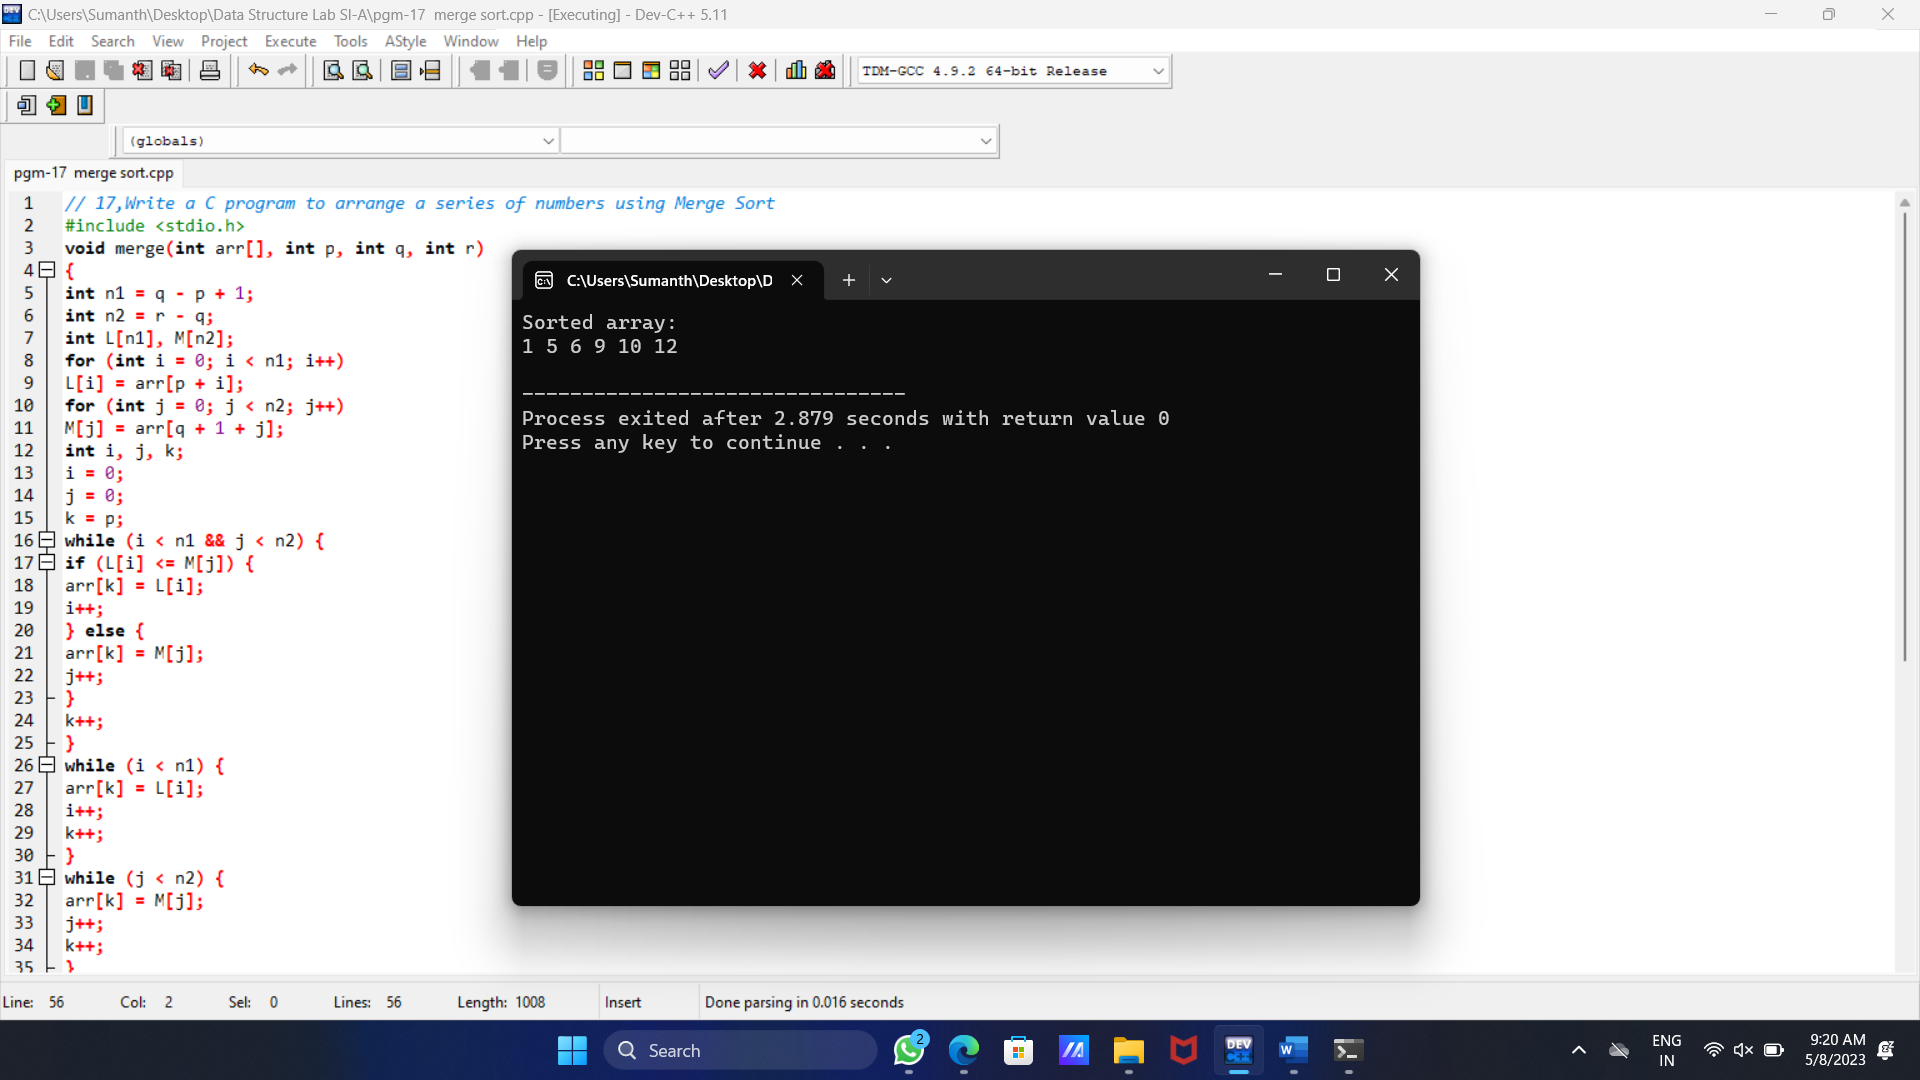 C:\Users\Sumanth\Desktop\Data Structure Lab SI-A\pgm-17  merge sort.cpp - [Executing] - Dev-C++ 5.11
File Edit Search View Project Execute Tools AStyle Window Help
TDM-GCC 4.9.2 64-bit Release
(globals)
pgm-17  merge sort.cpp
1 // 17,Write a C program to arrange a series of numbers using Merge Sort
2 #include <stdio.h>
3 void merge(int arr[], int p, int q, int r)
4 {
5 int n1 = q - p + 1;
6 int n2 = r - q;
7 int L[n1], M[n2];
8 for (int i = 0; i < n1; i++)
9 L[i] = arr[p + i];
10 for (int j = 0; j < n2; j++)
11 M[j] = arr[q + 1 + j];
12 int i, j, k;
13 i = 0;
14 j = 0;
15 k = p;
16 while (i < n1 && j < n2) {
17 if (L[i] <= M[j]) {
18 arr[k] = L[i];
19 i++;
20 } else {
21 arr[k] = M[j];
22 j++;
23 }
24 k++;
25 }
26 while (i < n1) {
27 arr[k] = L[i];
28 i++;
29 k++;
30 }
31 while (j < n2) {
32 arr[k] = M[j];
33 j++;
34 k++;
35 }
C:\Users\Sumanth\Desktop\D
Sorted array:
1 5 6 9 10 12
--------------------------------
Process exited after 2.879 seconds with return value 0
Press any key to continue . . .
Line: 56 Col: 2 Sel: 0 Lines: 56 Length: 1008 Insert Done parsing in 0.016 seconds
Search
2
DEV
C++
W
ENG
IN
9:20 AM
5/8/2023